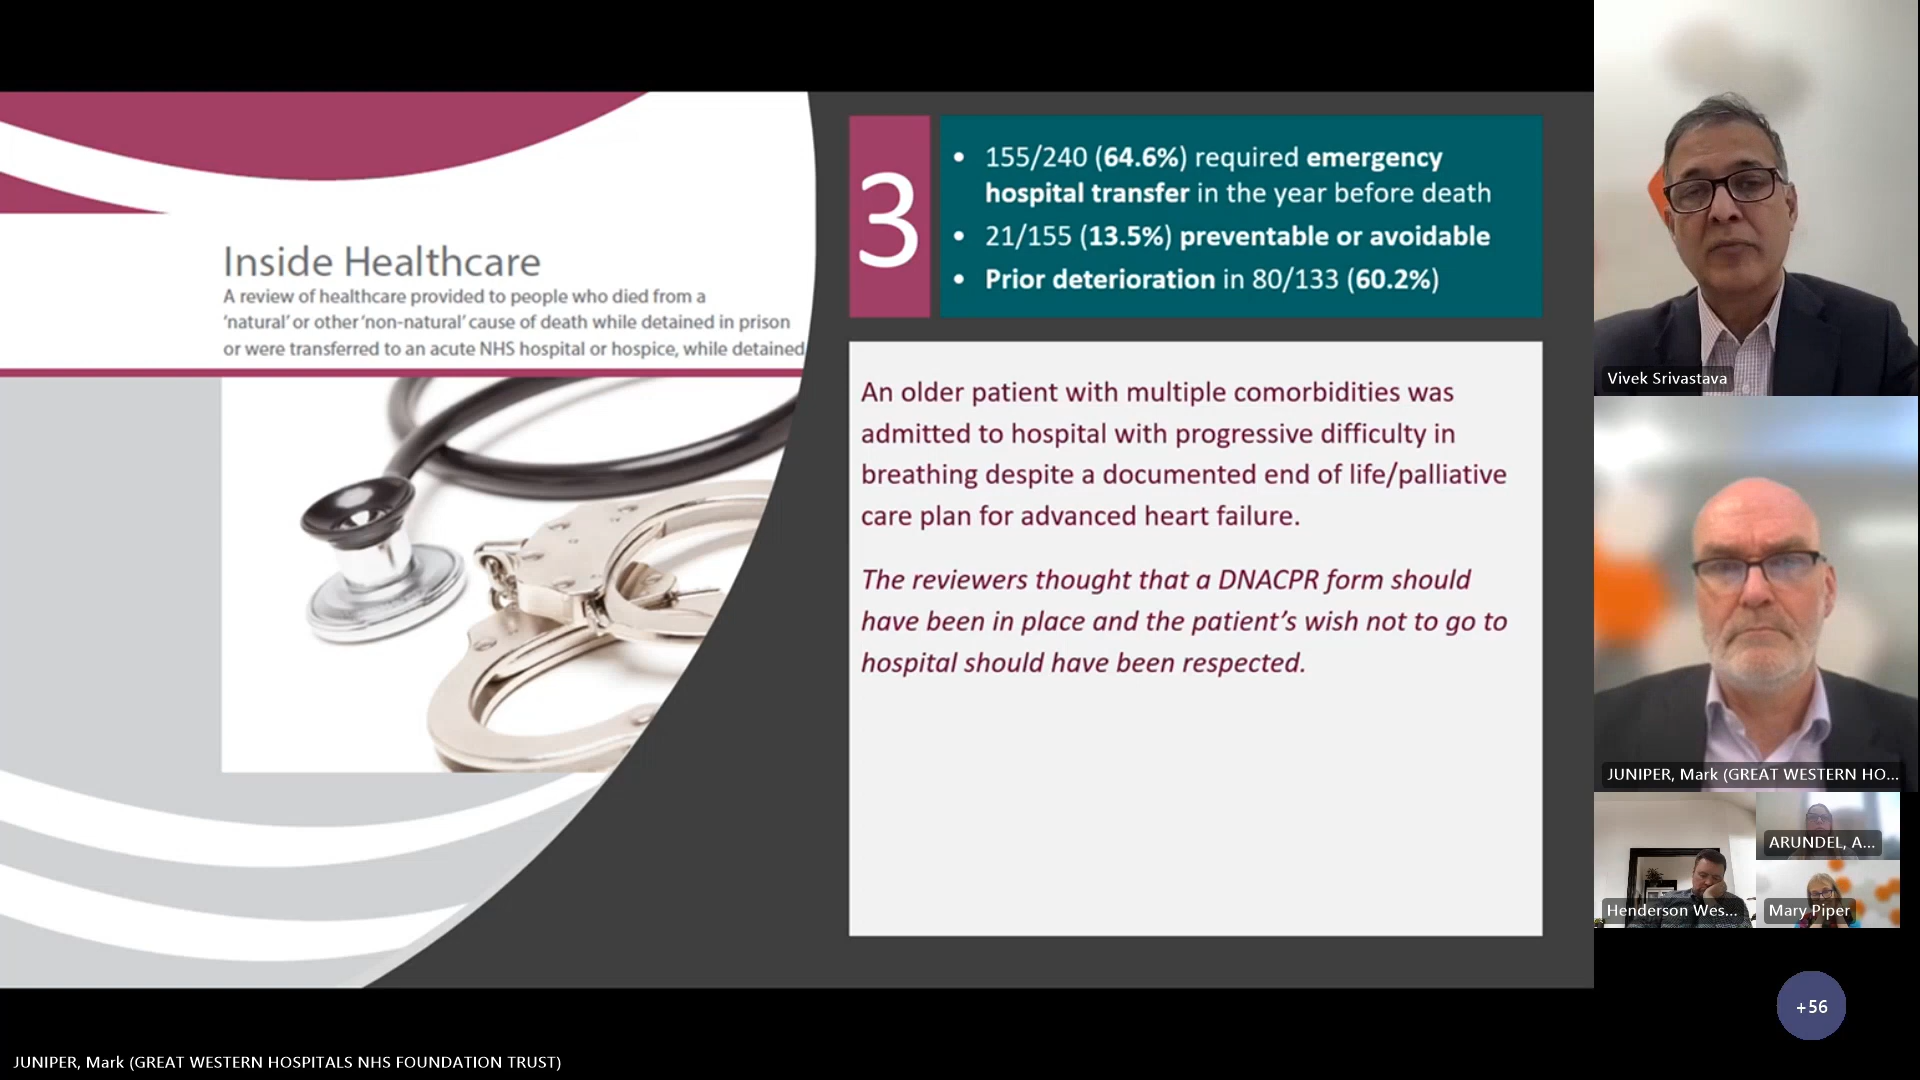 Inside Healthcare
A review of healthcare provided to people who died from a
‘natural’ or other ‘non-natural’ cause of death while detained in prison
or were transferred to an acute NHS hospital or hospice, while detained
3
• 155/240 (64.6%) required emergency
hospital transfer in the year before death
• 21/155 (13.5%) preventable or avoidable
• Prior deterioration in 80/133 (60.2%)
An older patient with multiple comorbidities was
admitted to hospital with progressive difficulty in
breathing despite a documented end of life/palliative
care plan for advanced heart failure.
The reviewers thought that a DNACPR form should
have been in place and the patient’s wish not to go to
hospital should have been respected.
Vivek Srivastava
JUNIPER, Mark (GREAT WESTERN HO...
ARUNDEL, A...
Henderson Wes...
Mary Piper
+56
JUNIPER, Mark (GREAT WESTERN HOSPITALS NHS FOUNDATION TRUST)